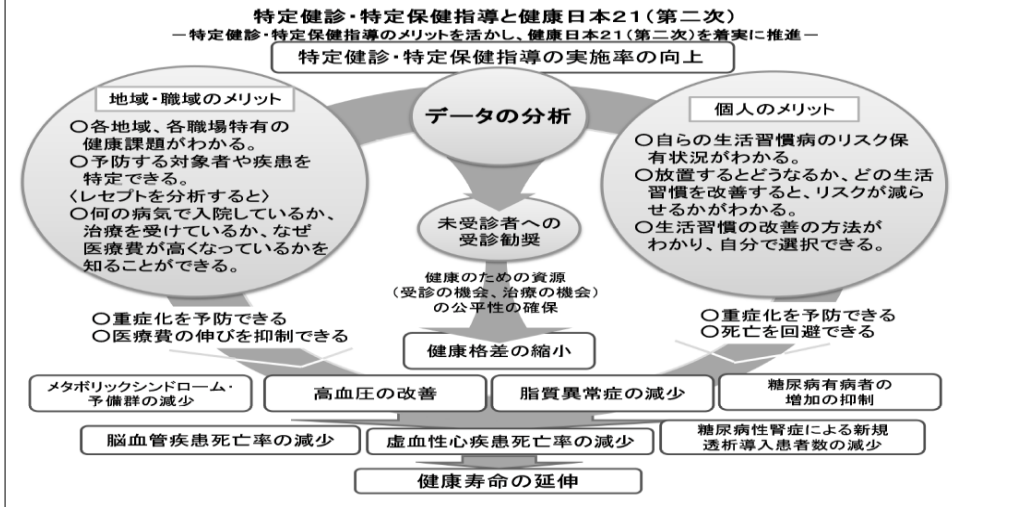 特定健診・特定保健指導と健康日本21(第二次)
－特定健診・特定保健指導のメリットを活かし、健康日本21(第二次)を着実に推進－
特定健診・特定保健指導の実施率の向上
地域・職域のメリット
○各地域、各職場特有の
健康課題がわかる。
○予防する対象者や疾患を
特定できる。
〈レセプトを分析すると〉
○何の病気で入院しているか、
治療を受けているか、なぜ
医療費が高くなっているかを
知ることができる。
データの分析
未受診者への
受診勧奨
健康のための資源
(受診の機会、治療の機会)
の公平性の確保
健康格差の縮小
個人のメリット
○自らの生活習慣病のリスク保
有状況がわかる。
○放置するとどうなるか、どの生活
習慣を改善すると、リスクが減ら
せるかがわかる。
○生活習慣の改善の方法が
わかり、自分で選択できる。
○重症化を予防できる
○医療費の伸びを抑制できる
○重症化を予防できる
○死亡を回避できる
メタボリックシンドローム・
予備群の減少
高血圧の改善
脂質異常症の減少
糖尿病有病者の
増加の抑制
脳血管疾患死亡率の減少
虚血性心疾患死亡率の減少
糖尿病性腎症による新規
透析導入患者数の減少
健康寿命の延伸